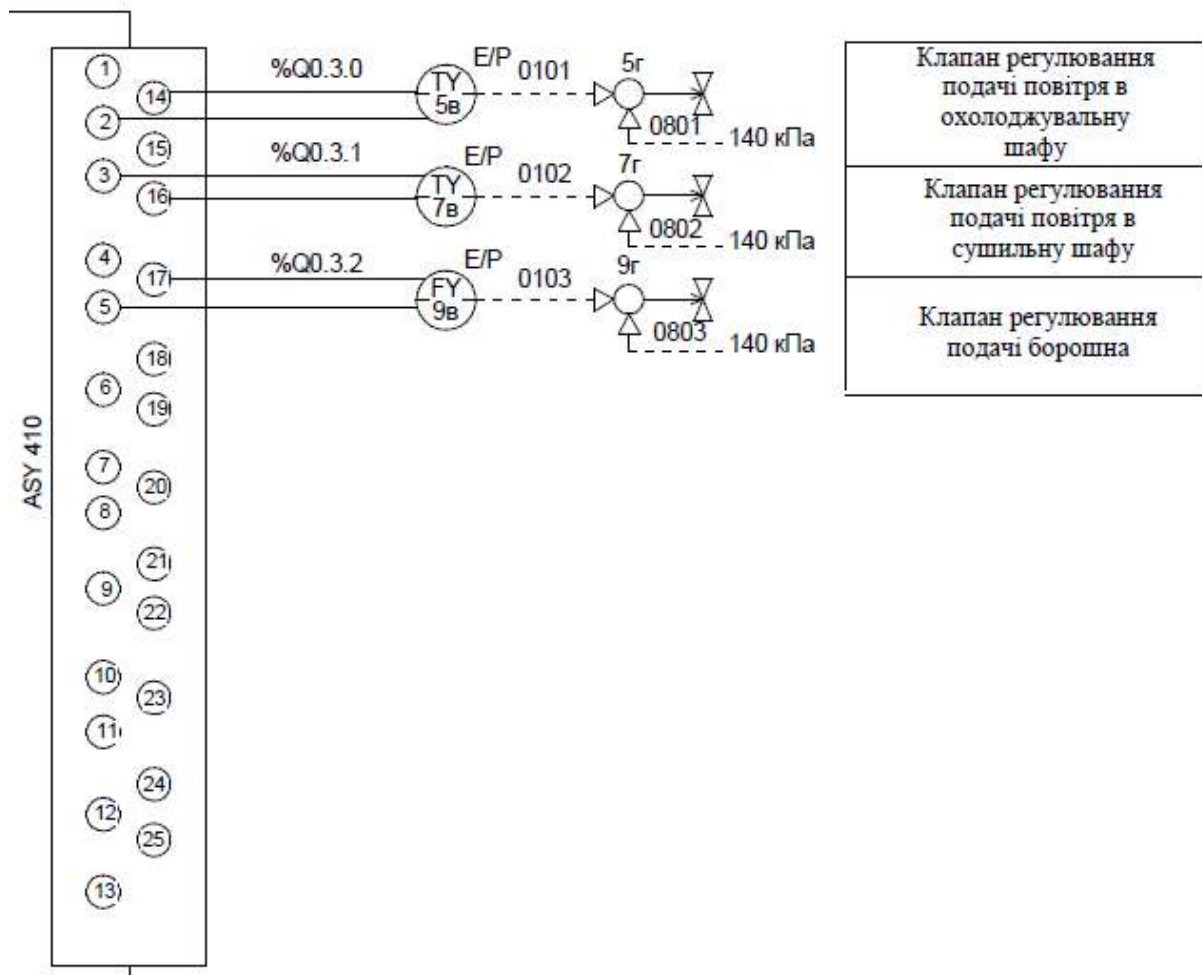 1
14
%Q0.3.0
TY
5в
E/P
0101
5г
0801
140 кПа
Клапан регулювання
подачі повітря в
охолоджувальну
шафу
2
15
3
16
%Q0.3.1
TY
7в
E/P
0102
7г
0802
140 кПа
Клапан регулювання
подачі повітря в
сушильну шафу
4
17
5
%Q0.3.2
FY
9в
E/P
0103
9г
0803
140 кПа
Клапан регулювання
подачі борошна
18
6
19
ASY 410
7
20
8
21
9
22
10
23
11
24
12
25
13